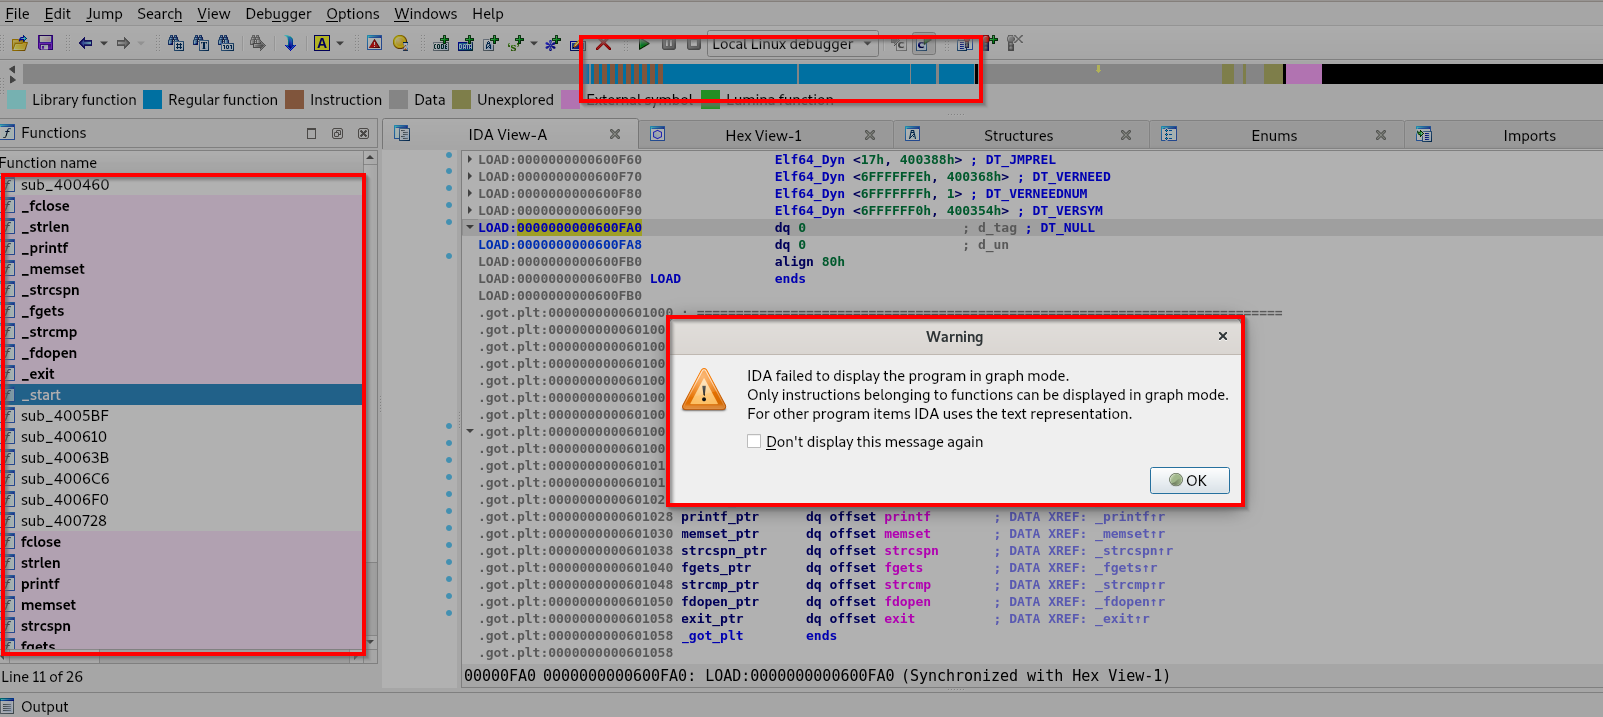 File Edit Jump Search View Debugger Options Windows Help
A Local Linux debugger
Library function Regular function Instruction Data Unexplored External symbol Lumina function
Functions
IDA View-A Hex View-1 Structures Enums Imports
Function name
sub_400460
_fclose
_strlen
_printf
_memset
_strcspn
_fgets
_strcmp
_fdopen
_exit
_start
sub_4005BF
sub_400610
sub_40063B
sub_4006C6
sub_4006F0
sub_400728
fclose
strlen
printf
memset
strcspn
fgets
Line 11 of 26
LOAD:0000000000600F60 Elf64_Dyn <17h, 400388h> ; DT_JMPREL
LOAD:0000000000600F70 Elf64_Dyn <6FFFFFFEh, 400368h> ; DT_VERNEED
LOAD:0000000000600F80 Elf64_Dyn <6FFFFFFFh, 1> ; DT_VERNEEDNUM
LOAD:0000000000600F90 Elf64_Dyn <6FFFFFF0h, 400354h> ; DT_VERSYM
LOAD:0000000000600FA0 dq 0 ; d_tag ; DT_NULL
LOAD:0000000000600FA8 dq 0 ; d_un
LOAD:0000000000600FB0 align 80h
LOAD:0000000000600FB0 LOAD ends
LOAD:0000000000600FB0
.got.plt:0000000000601000 ; ===========================================================================
.got.plt:000000000060100
.got.plt:000000000060100
.got.plt:000000000060100
.got.plt:000000000060100
.got.plt:000000000060100
.got.plt:000000000060100
.got.plt:000000000060100
.got.plt:000000000060100
.got.plt:000000000060101
.got.plt:000000000060101
.got.plt:000000000060102
Warning
IDA failed to display the program in graph mode.
Only instructions belonging to functions can be displayed in graph mode.
For other program items IDA uses the text representation.
Don't display this message again
OK
.got.plt:0000000000601028 printf_ptr dq offset printf ; DATA XREF: _printf↑r
.got.plt:0000000000601030 memset_ptr dq offset memset ; DATA XREF: _memset↑r
.got.plt:0000000000601038 strcspn_ptr dq offset strcspn ; DATA XREF: _strcspn↑r
.got.plt:0000000000601040 fgets_ptr dq offset fgets ; DATA XREF: _fgets↑r
.got.plt:0000000000601048 strcmp_ptr dq offset strcmp ; DATA XREF: _strcmp↑r
.got.plt:0000000000601050 fdopen_ptr dq offset fdopen ; DATA XREF: _fdopen↑r
.got.plt:0000000000601058 exit_ptr dq offset exit ; DATA XREF: _exit↑r
.got.plt:0000000000601058 _got_plt ends
.got.plt:0000000000601058
00000FA0 0000000000600FA0: LOAD:0000000000600FA0 (Synchronized with Hex View-1)
Output